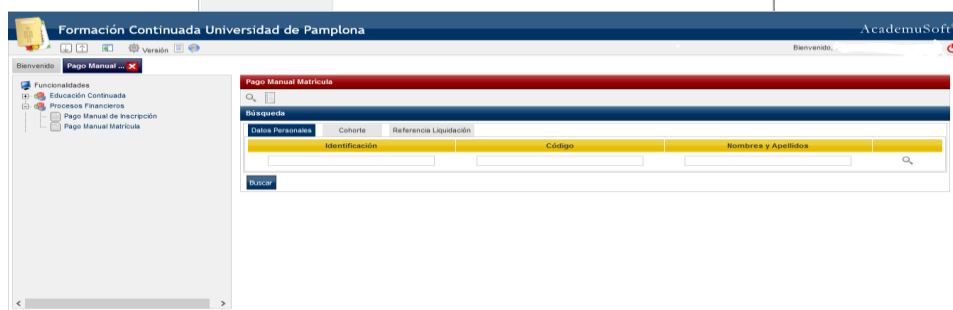 Formación Continuada Universidad de Pamplona
AcademuSoft
Versión
Bienvenido,
Bienvenido Pago Manual ...
Funcionalidades
Educación Continuada
Procesos Financieros
Pago Manual de Inscripción
Pago Manual Matrícula
Pago Manual Matrícula
Búsqueda
Datos Personales Cohorte Referencia Liquidación
Identificación Código Nombres y Apellidos
Buscar